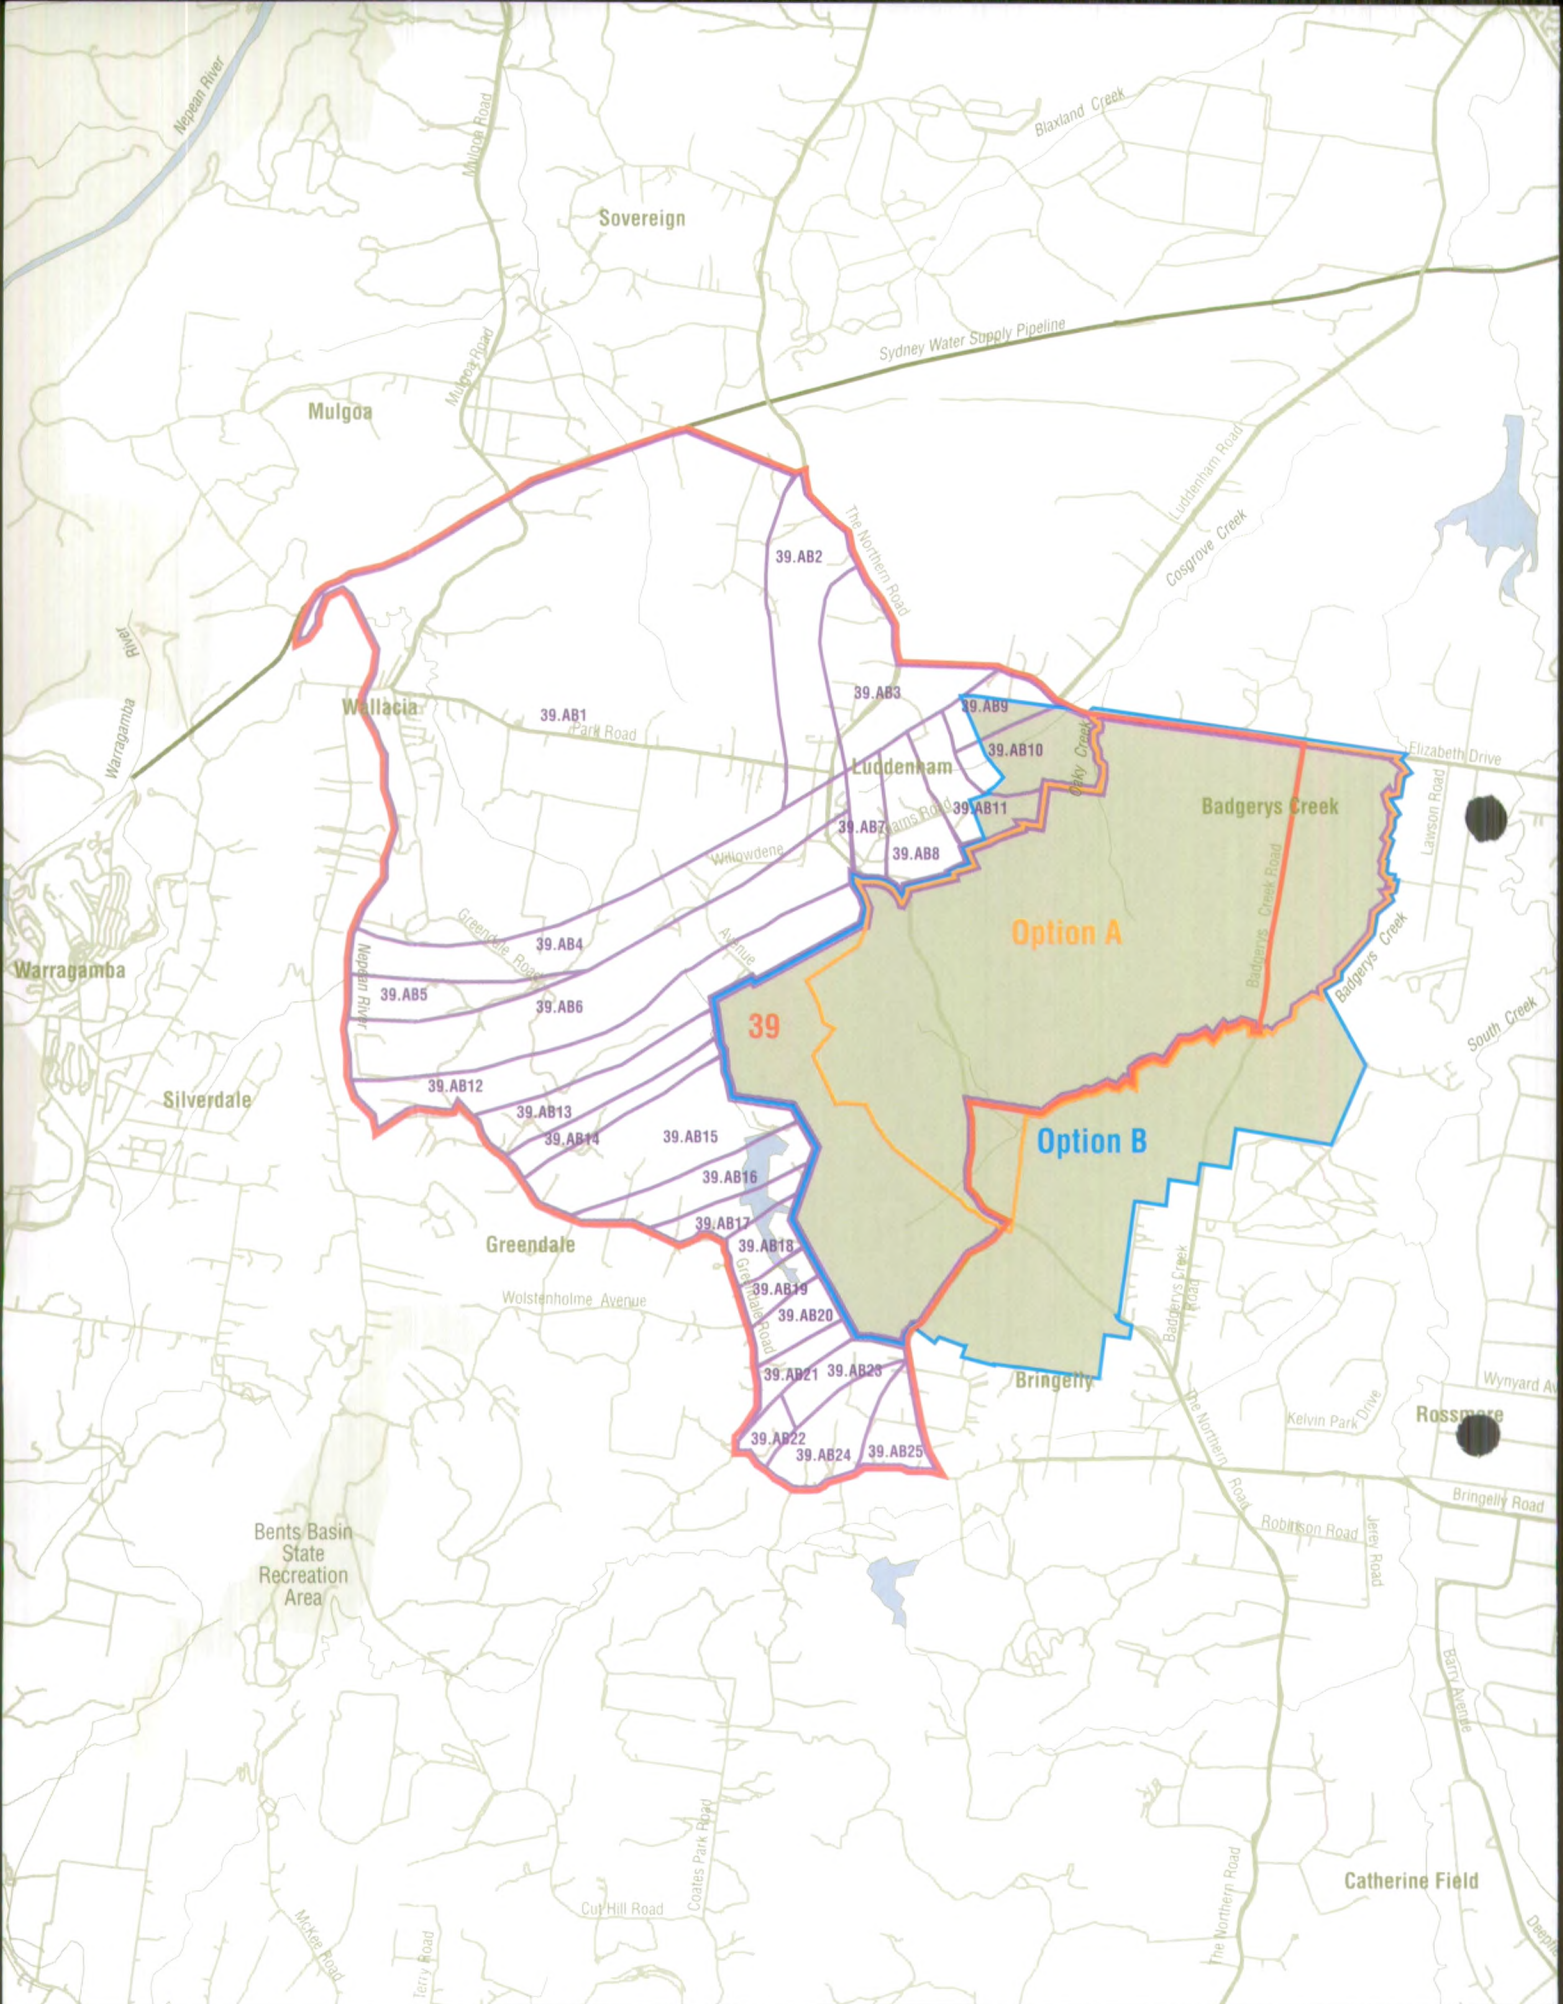 Nepean River
Mulgoa Road
Blaxland Creek
Sovereign
Sydney Water Supply Pipeline
Mulgoa Road
Mulgoa
Luddenham Road
Cosgrove Creek
The Northern Road
39.AB2
River
Warragamba
Wallacia
39.AB1
Park Road
39.AB3
39.AB9
39.AB10
Oaky Creek
Elizabeth Drive
Luddenham
39.AB11
Badgerys Creek
Lawson Road
39.AB7
39.AB8
Willowdene
Avenue
Badgerys Creek Road
Greendale Road
39.AB4
Option A
Badgerys Creek
Warragamba
Nepean River
39.AB5
39.AB6
39
South Creek
Silverdale
39.AB12
39.AB13
39.AB14
39.AB15
Option B
39.AB16
39.AB17
Greendale
39.AB18
39.AB19
39.AB20
Greendale Road
Wolstenholme Avenue
Badgerys Creek
Road
39.AB21
39.AB23
Bringelly
Wynyard Av
The Northern Road
Kelvin Park Drive
Rossmore
39.AB22
39.AB24
39.AB25
Bringelly Road
Bents Basin
State
Recreation
Area
Robinson Road
Jerey Road
Barry Avenue
Coates Park Road
Catherine Field
The Northern Road
Cut Hill Road
McKee Road
Terry Road